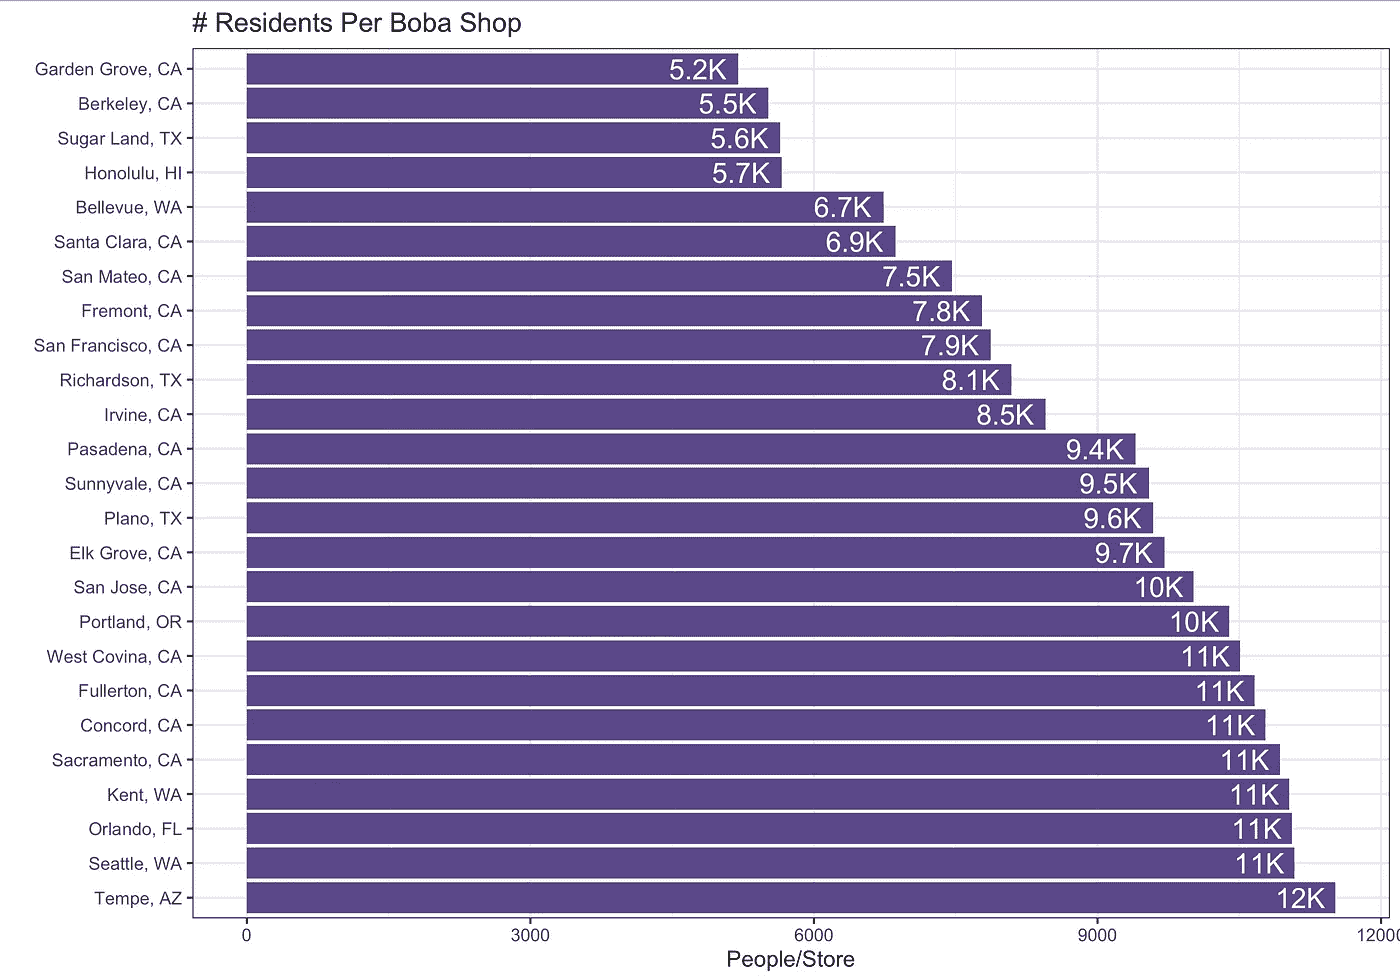 # Residents Per Boba Shop
Garden Grove, CA 5.2K
Berkeley, CA 5.5K
Sugar Land, TX 5.6K
Honolulu, HI 5.7K
Bellevue, WA 6.7K
Santa Clara, CA 6.9K
San Mateo, CA 7.5K
Fremont, CA 7.8K
San Francisco, CA 7.9K
Richardson, TX 8.1K
Irvine, CA 8.5K
Pasadena, CA 9.4K
Sunnyvale, CA 9.5K
Plano, TX 9.6K
Elk Grove, CA 9.7K
San Jose, CA 10K
Portland, OR 10K
West Covina, CA 11K
Fullerton, CA 11K
Concord, CA 11K
Sacramento, CA 11K
Kent, WA 11K
Orlando, FL 11K
Seattle, WA 11K
Tempe, AZ 12K
0 3000 6000 9000 12000
People/Store